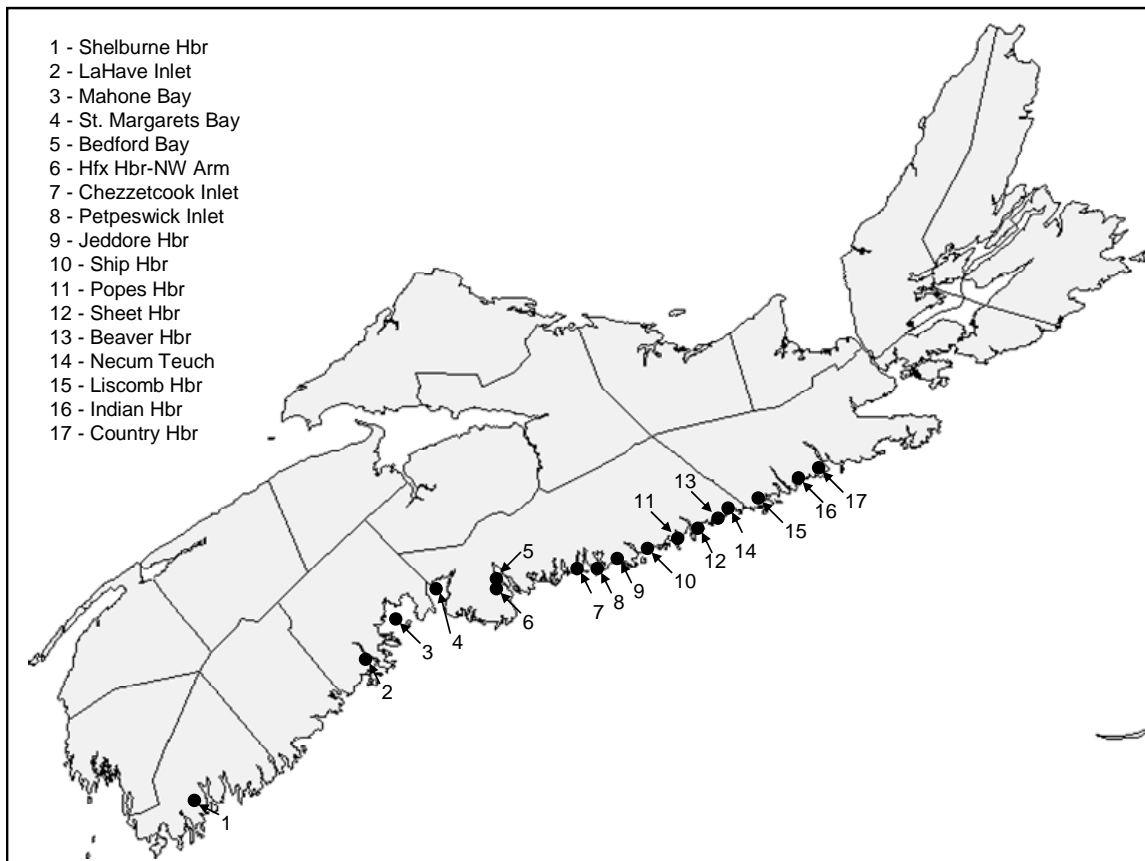 1 - Shelburne Hbr
2 - LaHave Inlet
3 - Mahone Bay
4 - St. Margarets Bay
5 - Bedford Bay
6 - Hfx Hbr-NW Arm
7 - Chezzetcook Inlet
8 - Petpeswick Inlet
9 - Jeddore Hbr
10 - Ship Hbr
11 - Popes Hbr
12 - Sheet Hbr
13 - Beaver Hbr
14 - Necum Teuch
15 - Liscomb Hbr
16 - Indian Hbr
17 - Country Hbr
17
16
13
11
15
14
12
10
5
9
8
7
6
4
3
2
1